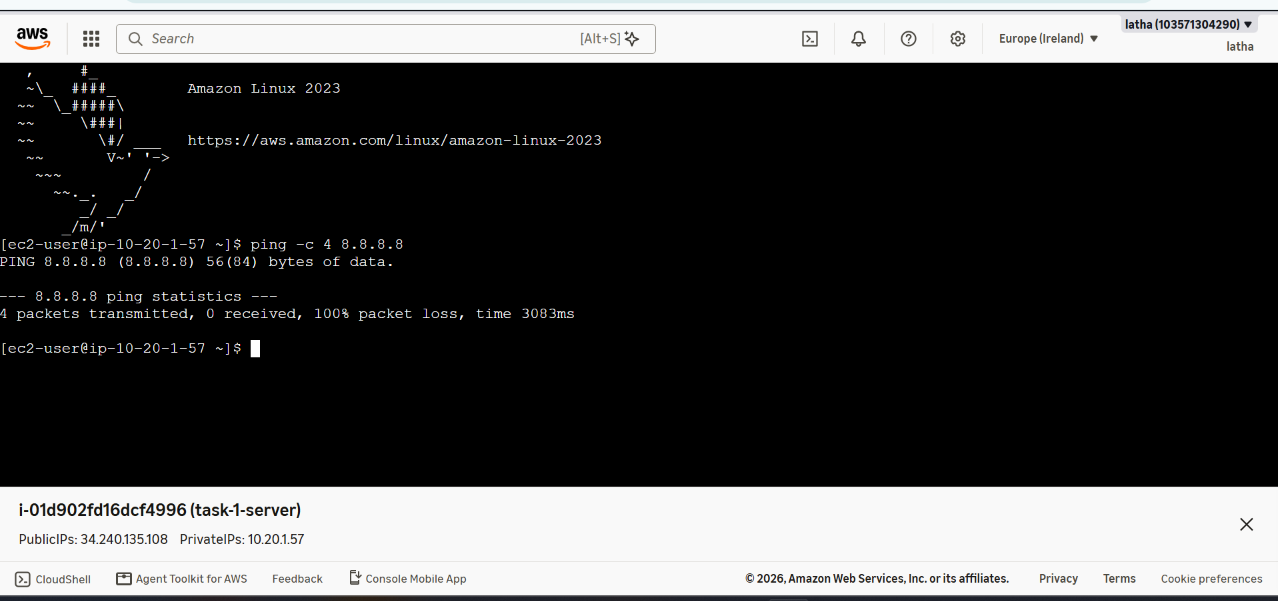 aws
Search
[Alt+S]
Europe (Ireland)
latha (103571304290)
latha
   ,     #_
   ~\_  ####_        Amazon Linux 2023
  ~~  \_#####\
  ~~     \###|
  ~~       \#/ ___   https://aws.amazon.com/linux/amazon-linux-2023
   ~~       V~' '->
    ~~~         /
      ~~._.   _/
         _/ _/
       _/m/'
[ec2-user@ip-10-20-1-57 ~]$ ping -c 4 8.8.8.8
PING 8.8.8.8 (8.8.8.8) 56(84) bytes of data.
--- 8.8.8.8 ping statistics ---
4 packets transmitted, 0 received, 100% packet loss, time 3083ms
[ec2-user@ip-10-20-1-57 ~]$
i-01d902fd16dcf4996 (task-1-server)
PublicIPs: 34.240.135.108 PrivateIPs: 10.20.1.57
CloudShell
Agent Toolkit for AWS
Feedback
Console Mobile App
© 2026, Amazon Web Services, Inc. or its affiliates.
Privacy
Terms
Cookie preferences